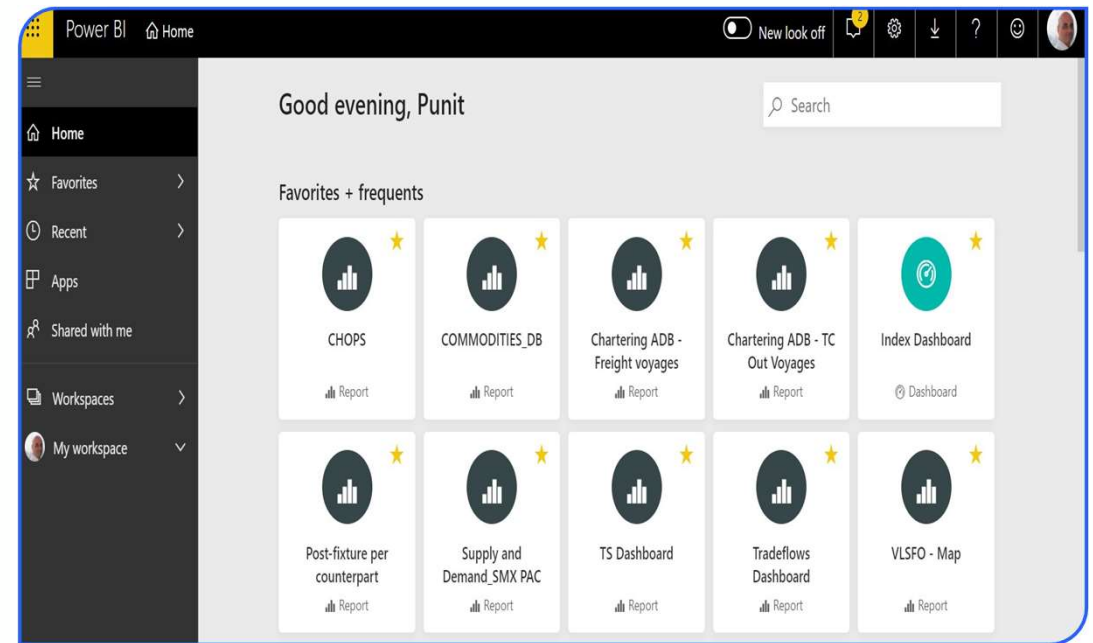 Power BI
Home
New look off
2
?
Home
Favorites
Recent
Apps
Shared with me
Workspaces
My workspace
Good evening, Punit
Search
Favorites + frequents
CHOPS
Report
COMMODITIES_DB
Report
Chartering ADB -
Freight voyages
Report
Chartering ADB - TC
Out Voyages
Report
Index Dashboard
Dashboard
Post-fixture per
counterpart
Report
Supply and
Demand_SMX PAC
Report
TS Dashboard
Report
Tradeflows
Dashboard
Report
VLSFO - Map
Report